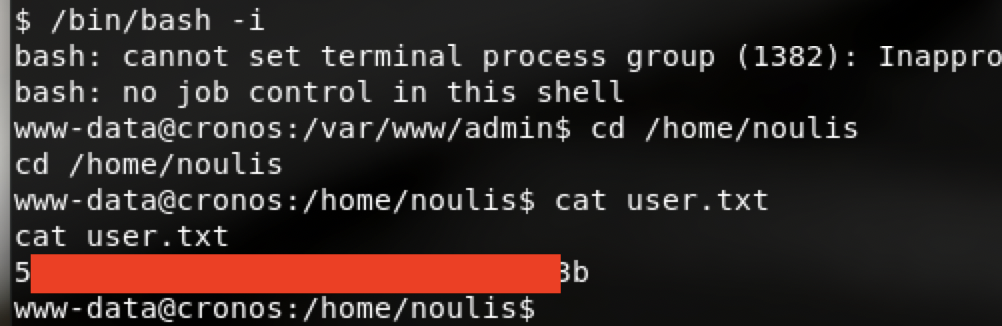 $ /bin/bash -i
bash: cannot set terminal process group (1382): Inappro
bash: no job control in this shell
www-data@cronos:/var/www/admin$ cd /home/noulis
cd /home/noulis
www-data@cronos:/home/noulis$ cat user.txt
cat user.txt
5 3b
www-data@cronos:/home/noulis$